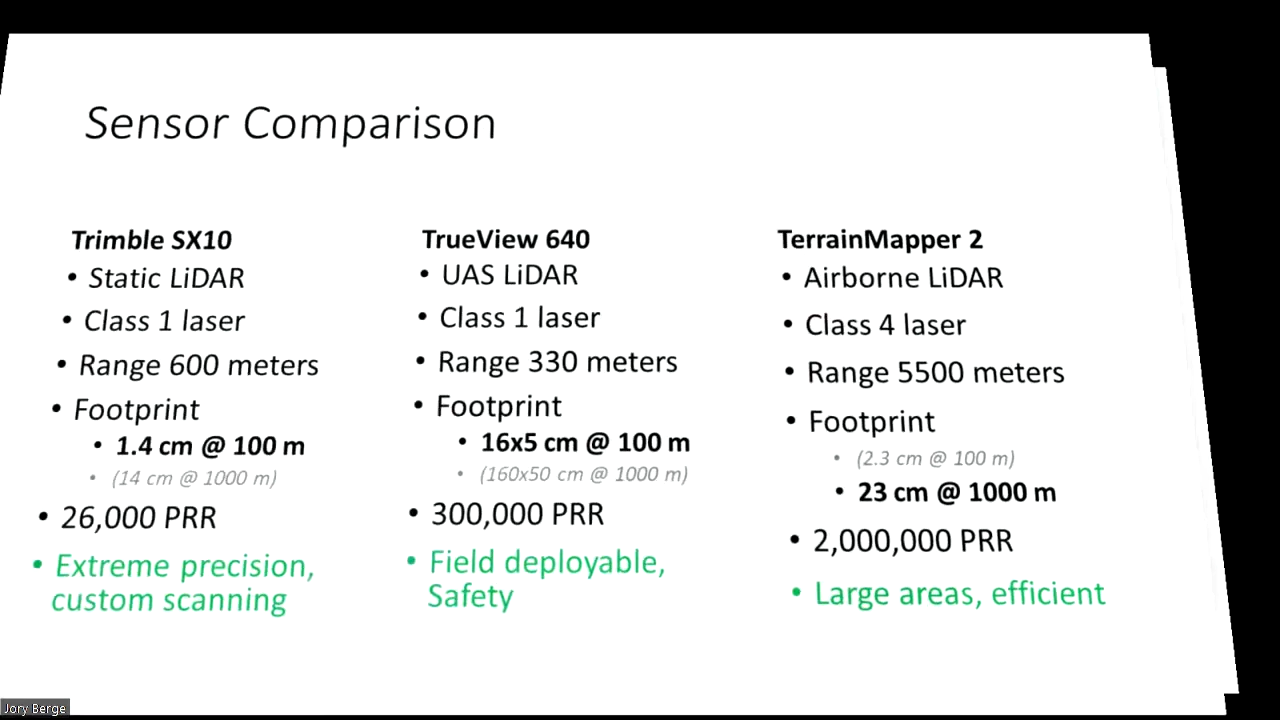 Sensor Comparison
Trimble SX10
• Static LiDAR
• Class 1 laser
• Range 600 meters
• Footprint
• 1.4 cm @ 100 m
• (14 cm @ 1000 m)
• 26,000 PRR
• Extreme precision,
custom scanning
TrueView 640
• UAS LiDAR
• Class 1 laser
• Range 330 meters
• Footprint
• 16x5 cm @ 100 m
• (160x50 cm @ 1000 m)
• 300,000 PRR
• Field deployable,
Safety
TerrainMapper 2
• Airborne LiDAR
• Class 4 laser
• Range 5500 meters
• Footprint
• (2.3 cm @ 100 m)
• 23 cm @ 1000 m
• 2,000,000 PRR
• Large areas, efficient
Jory Berge